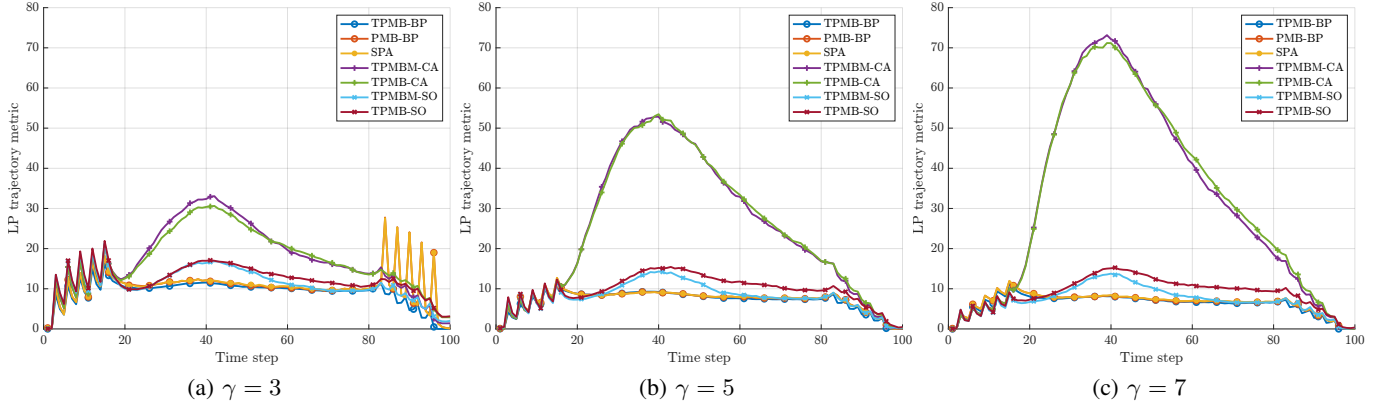 80
70
60
50
40
30
20
10
0
0 20 40 60 80 100
LP trajectory metric
Time step
TPMB-BP
PMB-BP
SPA
TPMBM-CA
TPMB-CA
TPMBM-SO
TPMB-SO
(a) γ = 3
80
70
60
50
40
30
20
10
0
0 20 40 60 80 100
LP trajectory metric
Time step
TPMB-BP
PMB-BP
SPA
TPMBM-CA
TPMB-CA
TPMBM-SO
TPMB-SO
(b) γ = 5
80
70
60
50
40
30
20
10
0
0 20 40 60 80 100
LP trajectory metric
Time step
TPMB-BP
PMB-BP
SPA
TPMBM-CA
TPMB-CA
TPMBM-SO
TPMB-SO
(c) γ = 7